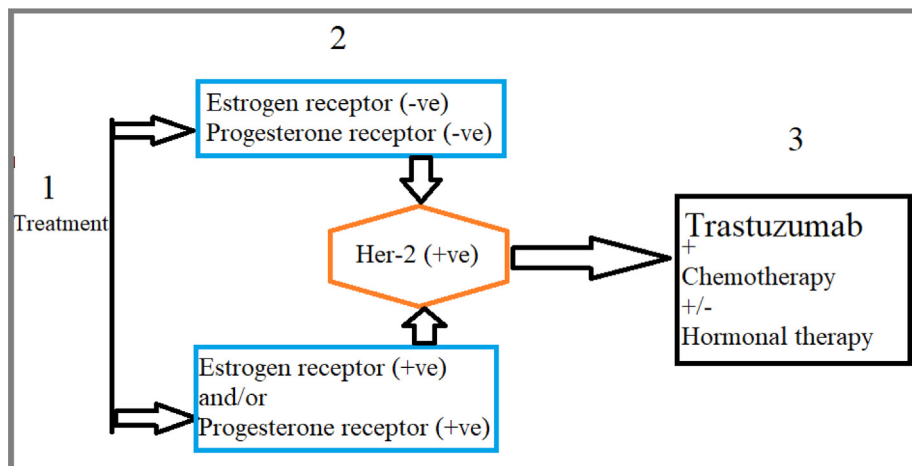 1
Treatment
2
Estrogen receptor (-ve)
Progesterone receptor (-ve)
Her-2 (+ve)
Estrogen receptor (+ve)
and/or
Progesterone receptor (+ve)
3
Trastuzumab
+
Chemotherapy
+/-
Hormonal therapy